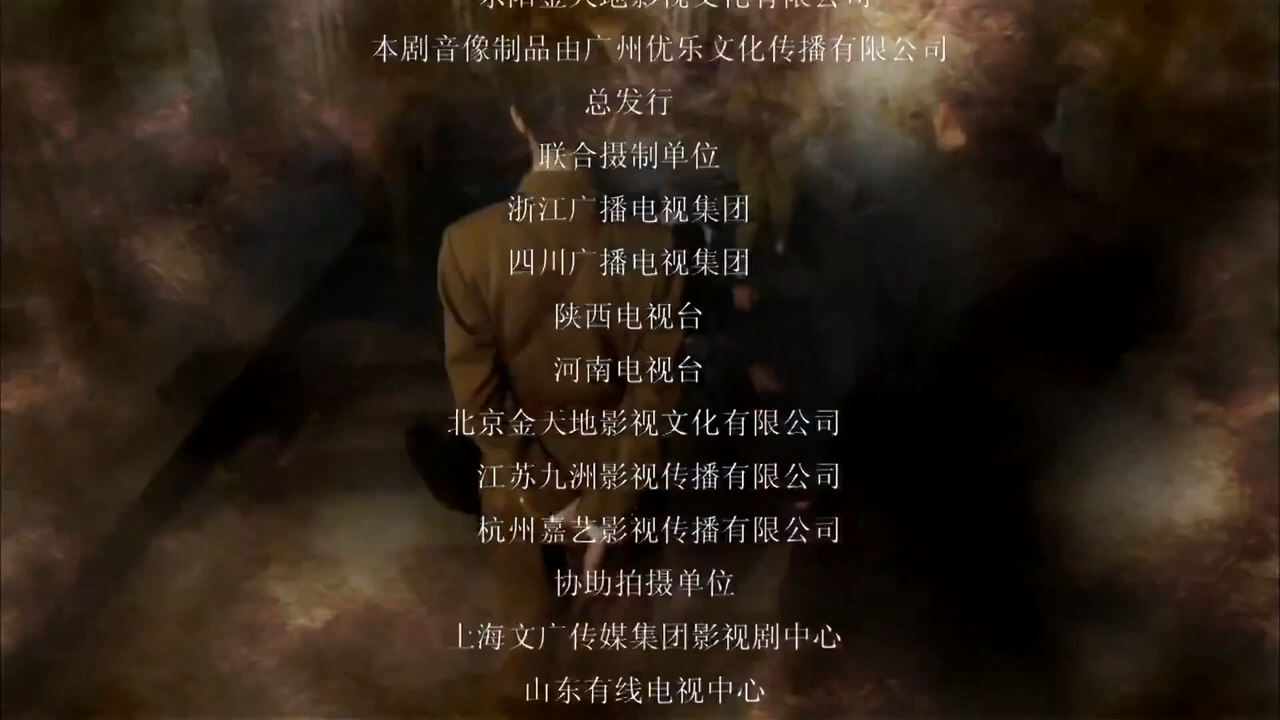 东阳金天地影视文化有限公司
本剧音像制品由广州优乐文化传播有限公司
总发行
联合摄制单位
浙江广播电视集团
四川广播电视集团
陕西电视台
河南电视台
北京金天地影视文化有限公司
江苏九洲影视传播有限公司
杭州嘉艺影视传播有限公司
协助拍摄单位
上海文广传媒集团影视剧中心
山东有线电视中心